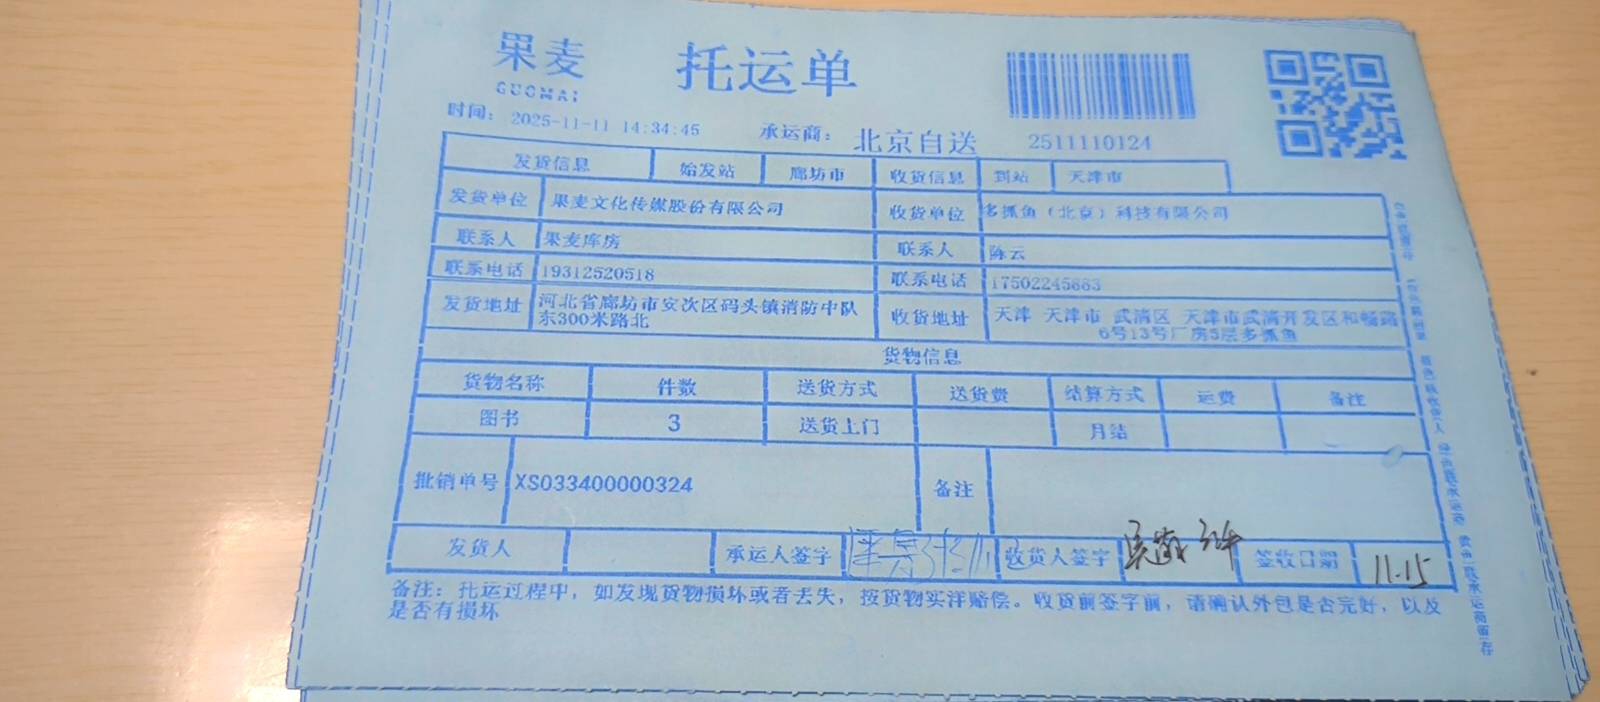 果麦 托运单
GUOMAI
时间: 2025-11-11 14:34:45 承运商: 北京自送 2511110124
发货信息 始发站 廊坊市 收货信息 到站 天津市
发货单位 果麦文化传媒股份有限公司 收货单位 多抓鱼（北京）科技有限公司
联系人 果麦库房 联系人 陈云
联系电话 19312520518 联系电话 17502245883
发货地址 河北省廊坊市安次区码头镇消防中队东300米路北 收货地址 天津 天津市 武清区 天津市武清开发区和畅路6号13号厂房5层多抓鱼
货物信息
货物名称 件数 送货方式 送货费 结算方式 运费 备注
图书 3 送货上门 月结
批销单号 XS033400000324 备注
发货人 承运人签字 收货人签字 签收日期 11.15
备注: 托运过程中, 如发现货物损坏或者丢失, 按货物实洋赔偿。收货前签字前, 请确认外包是否完好, 以及
是否有损坏